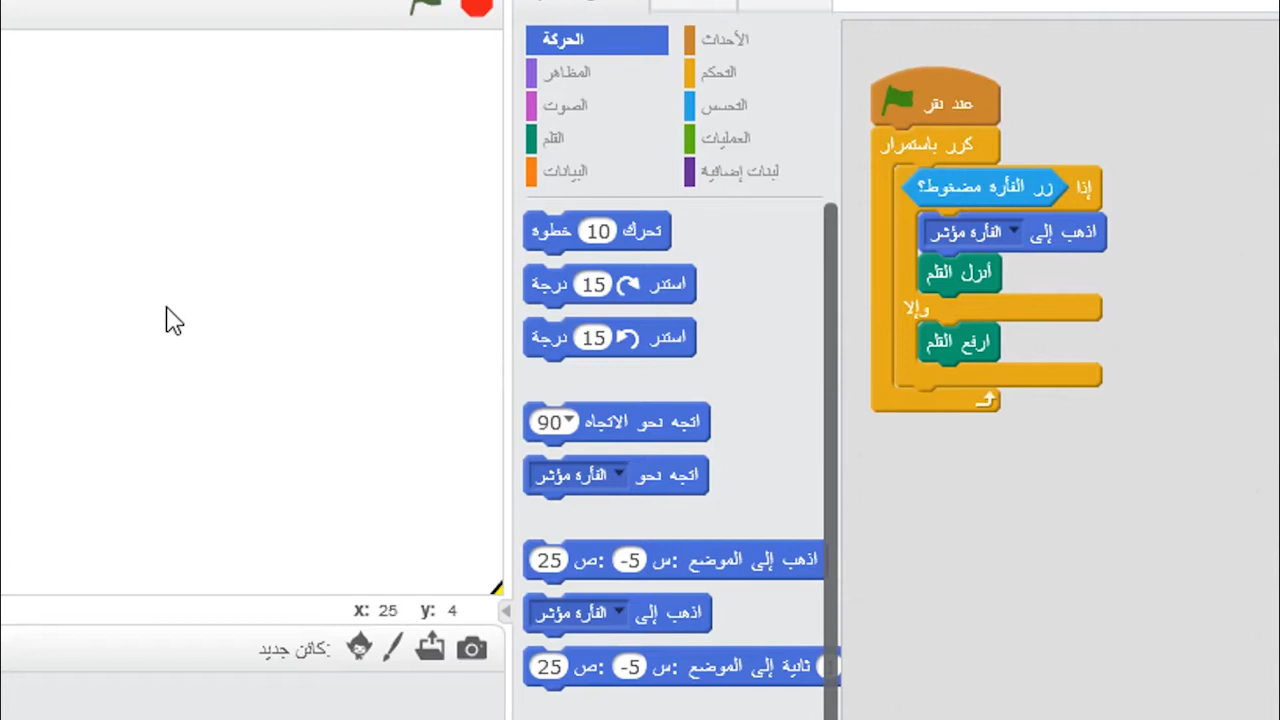 الحركة
الأحداث
المظاهر
التحكم
الصوت
التحسس
القلم
العمليات
البيانات
لبنات إضافية
تحرك 10 خطوة
استدر 15 درجة
استدر 15 درجة
اتجه نحو الاتجاه 90
اتجه نحو الفأرة مؤشر
اذهب إلى الموضع س: -5 ص: 25
اذهب إلى الفأرة مؤشر
1 ثانية إلى الموضع س: -5 ص: 25
عند نقر
كرر باستمرار
إذا زر الفأرة مضغوط؟
اذهب إلى الفأرة مؤشر
أنزل القلم
وإلا
ارفع القلم
x: 25 y: 4
كائن جديد: